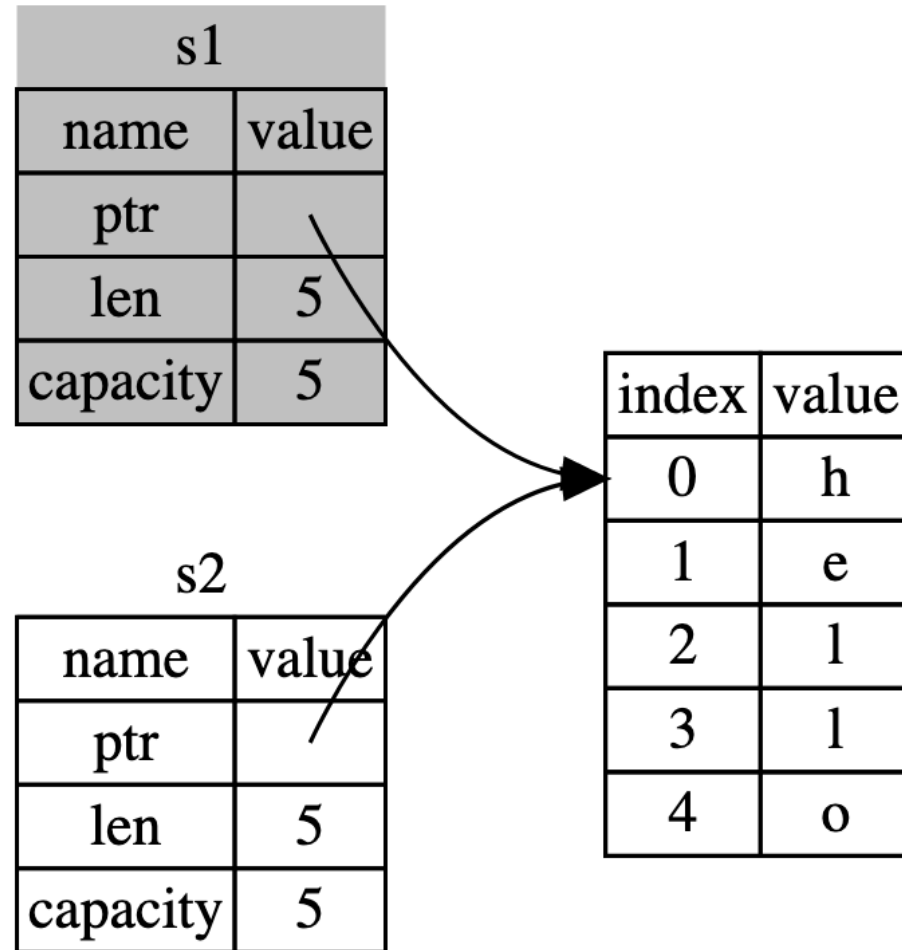 s1
name value
ptr
len 5
capacity 5
s2
name value
ptr
len 5
capacity 5
index value
0 h
1 e
2 l
3 l
4 o